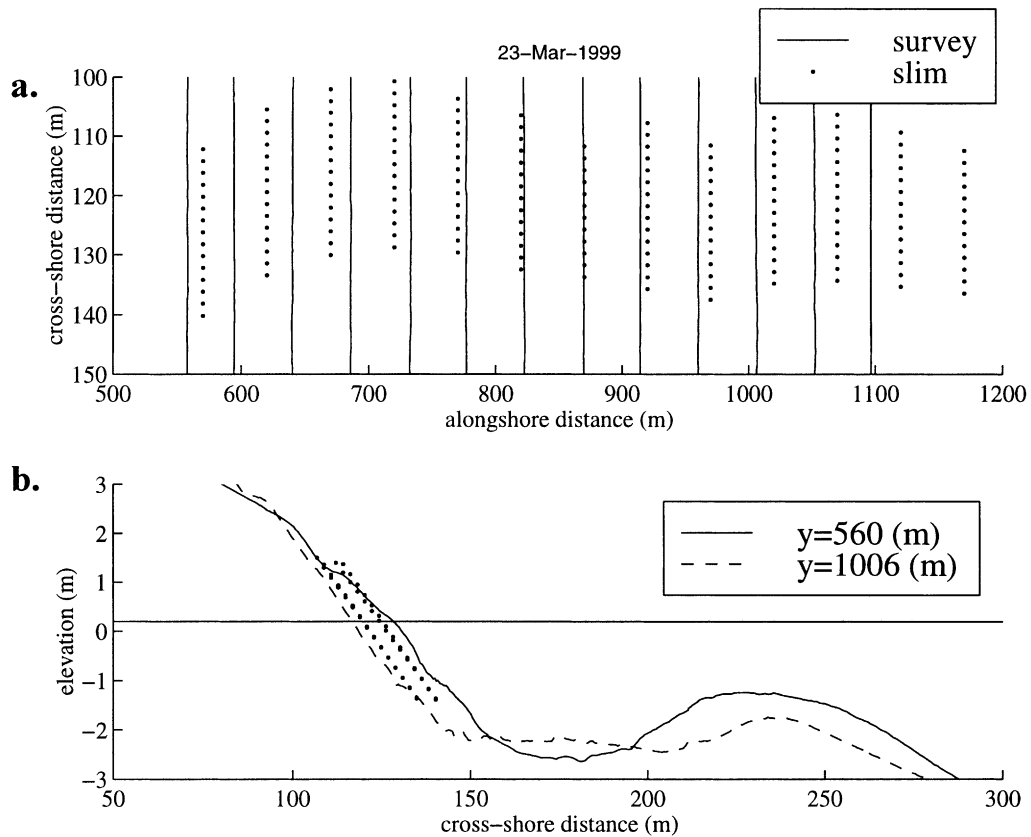 23-Mar-1999
survey
slim
a.
100
110
120
130
140
150
cross-shore distance (m)
500 600 700 800 900 1000 1100 1200
alongshore distance (m)
b.
3
2
1
0
-1
-2
-3
elevation (m)
y=560 (m)
y=1006 (m)
50 100 150 200 250 300
cross-shore distance (m)